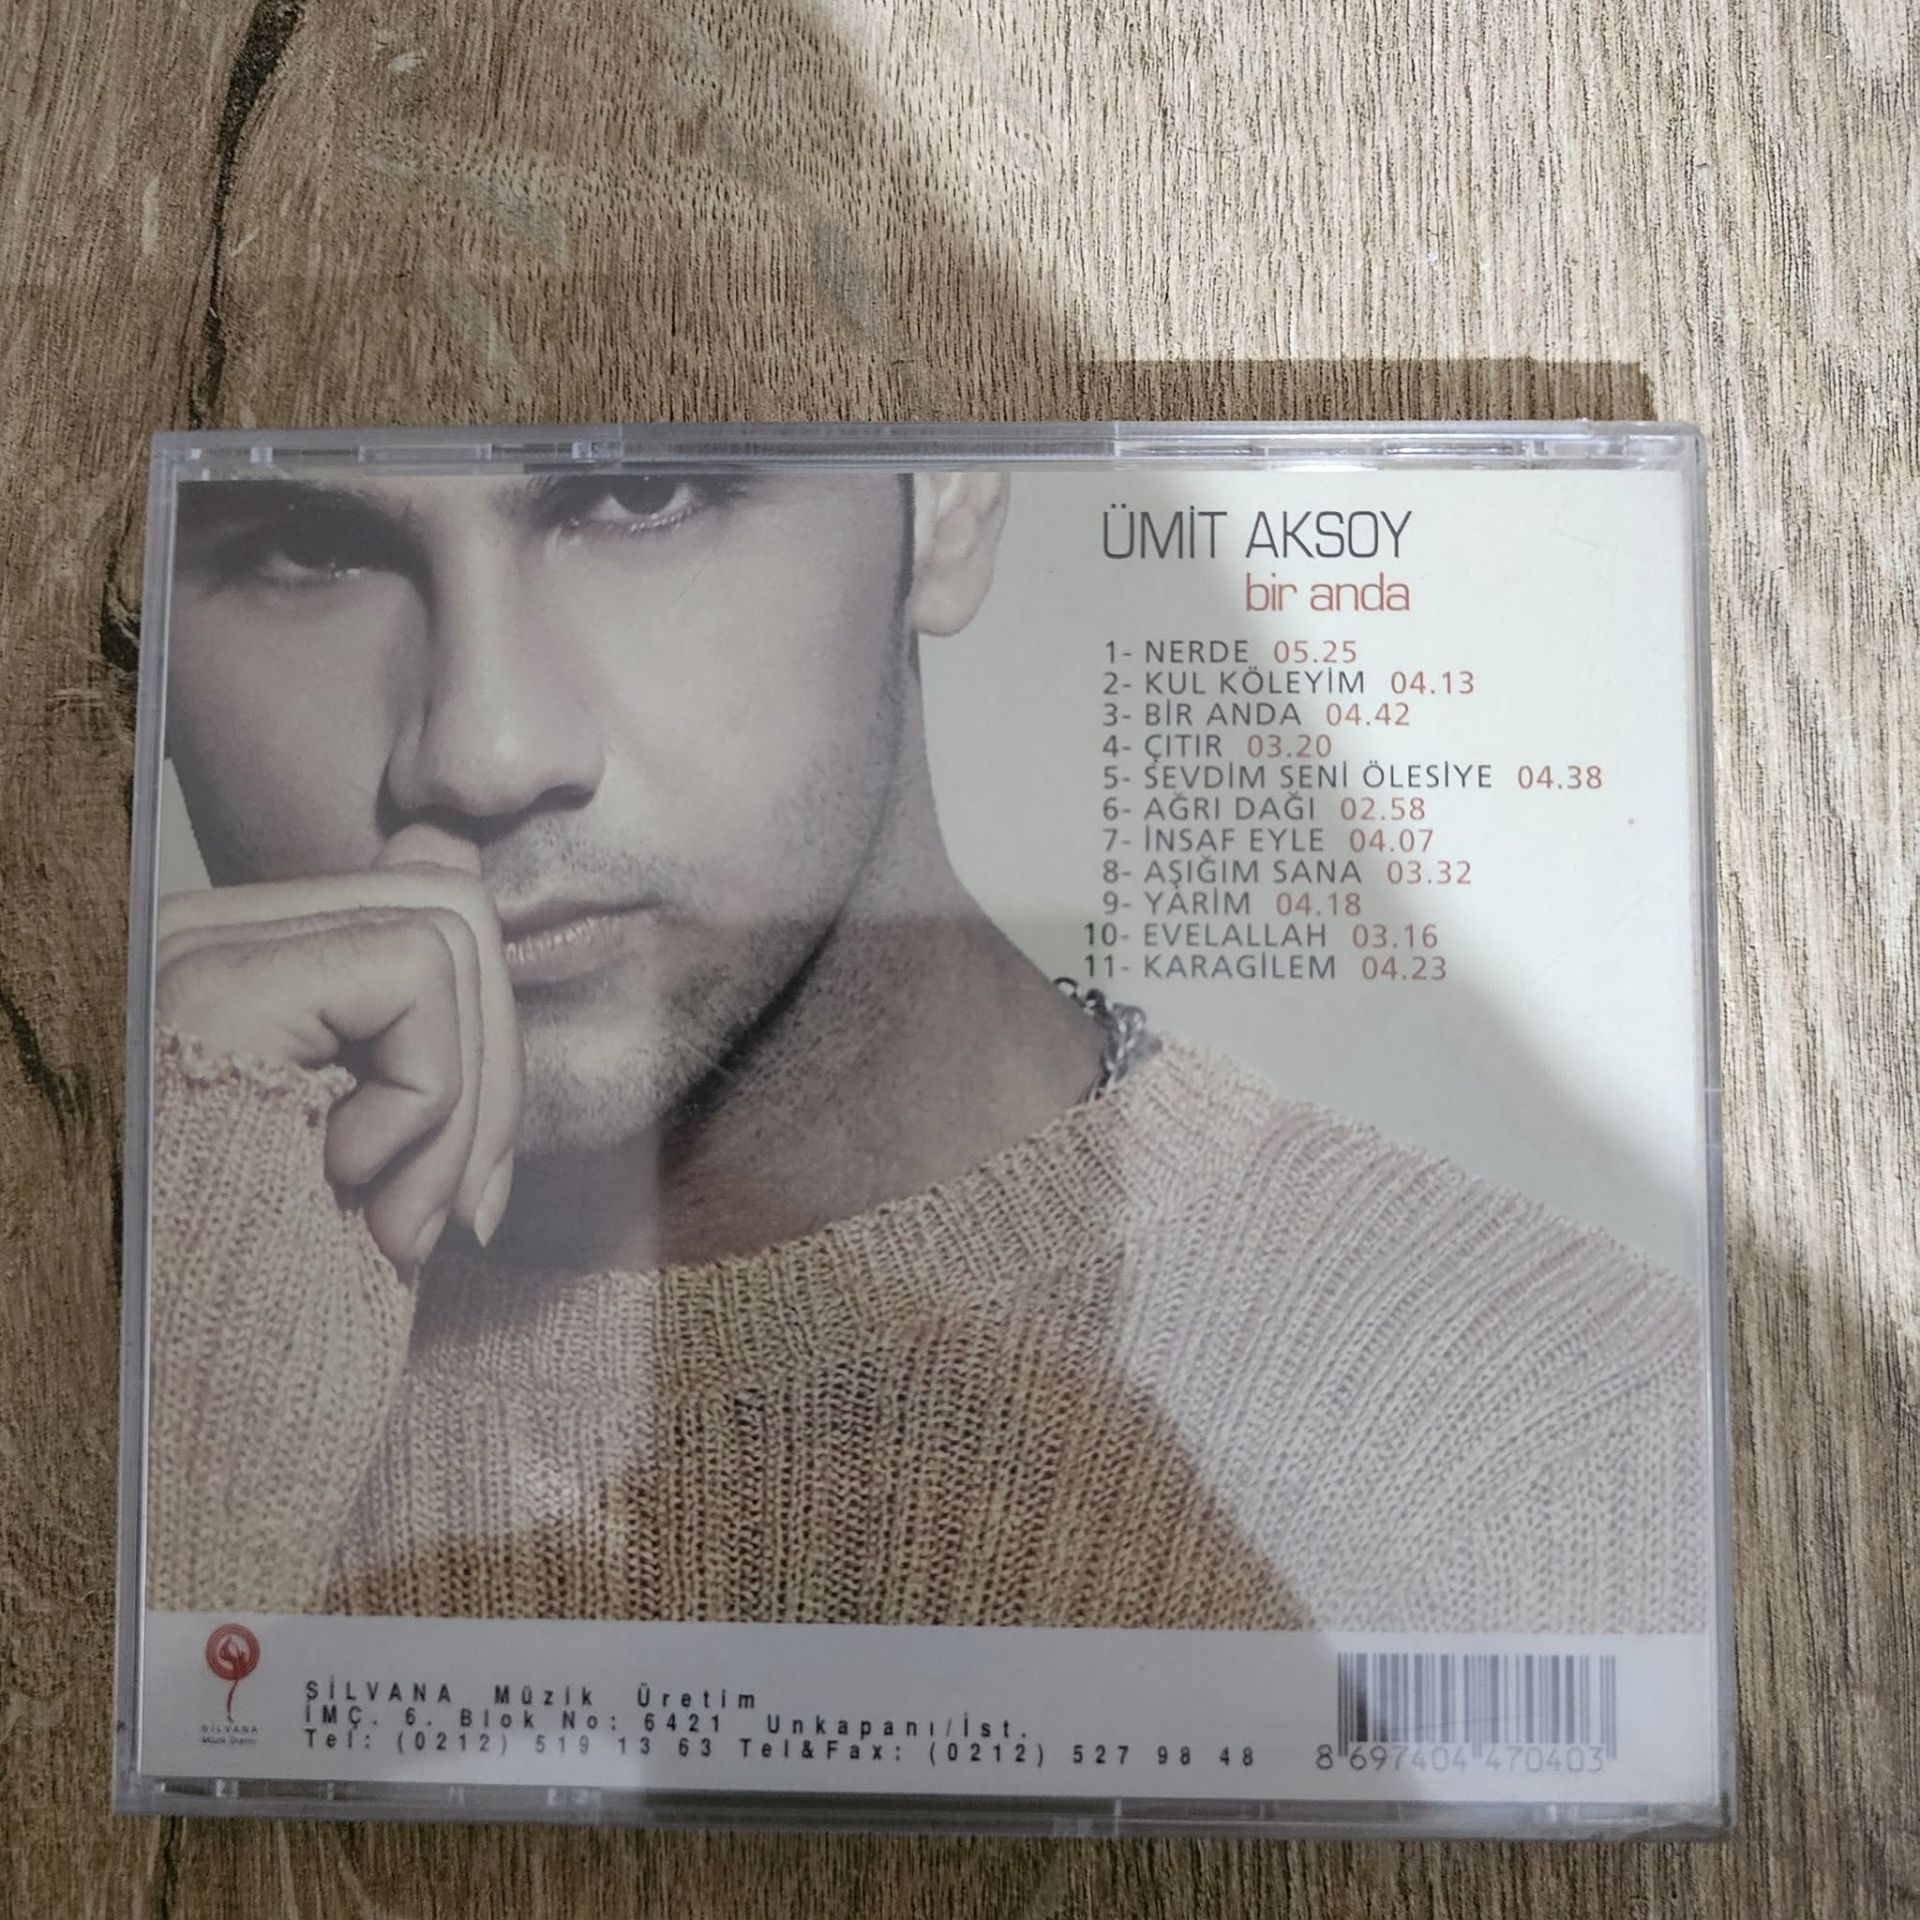 ÜMİT AKSOY
bir anda
1- NERDE 05.25
2- KUL KÖLEYİM 04.13
3- BİR ANDA 04.42
4- ÇITIR 03.20
5- SEVDİM SENİ ÖLESİYE 04.38
6- AĞRI DAĞI 02.58
7- İNSAF EYLE 04.07
8- AŞIĞIM SANA 03.32
9- YARİM 04.18
10- EVELALLAH 03.16
11- KARAGİLEM 04.23
SİLVANA
Müzik Üretim
SİLVANA Müzik Üretim
İMÇ. 6. Blok No: 6421 Unkapanı/İst.
Tel: (0212) 519 13 63 Tel&Fax: (0212) 527 98 48
8 697404 470403